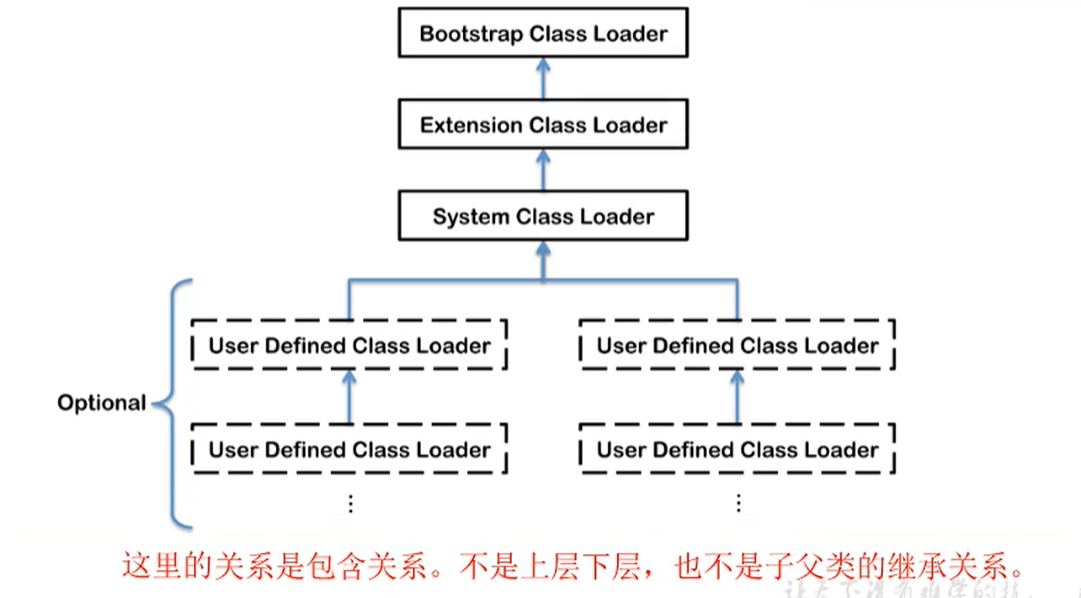 Bootstrap Class Loader
Extension Class Loader
System Class Loader
User Defined Class Loader
User Defined Class Loader
Optional
User Defined Class Loader
User Defined Class Loader
⋮
⋮
这里的关系是包含关系。不是上层下层，也不是子父类的继承关系。